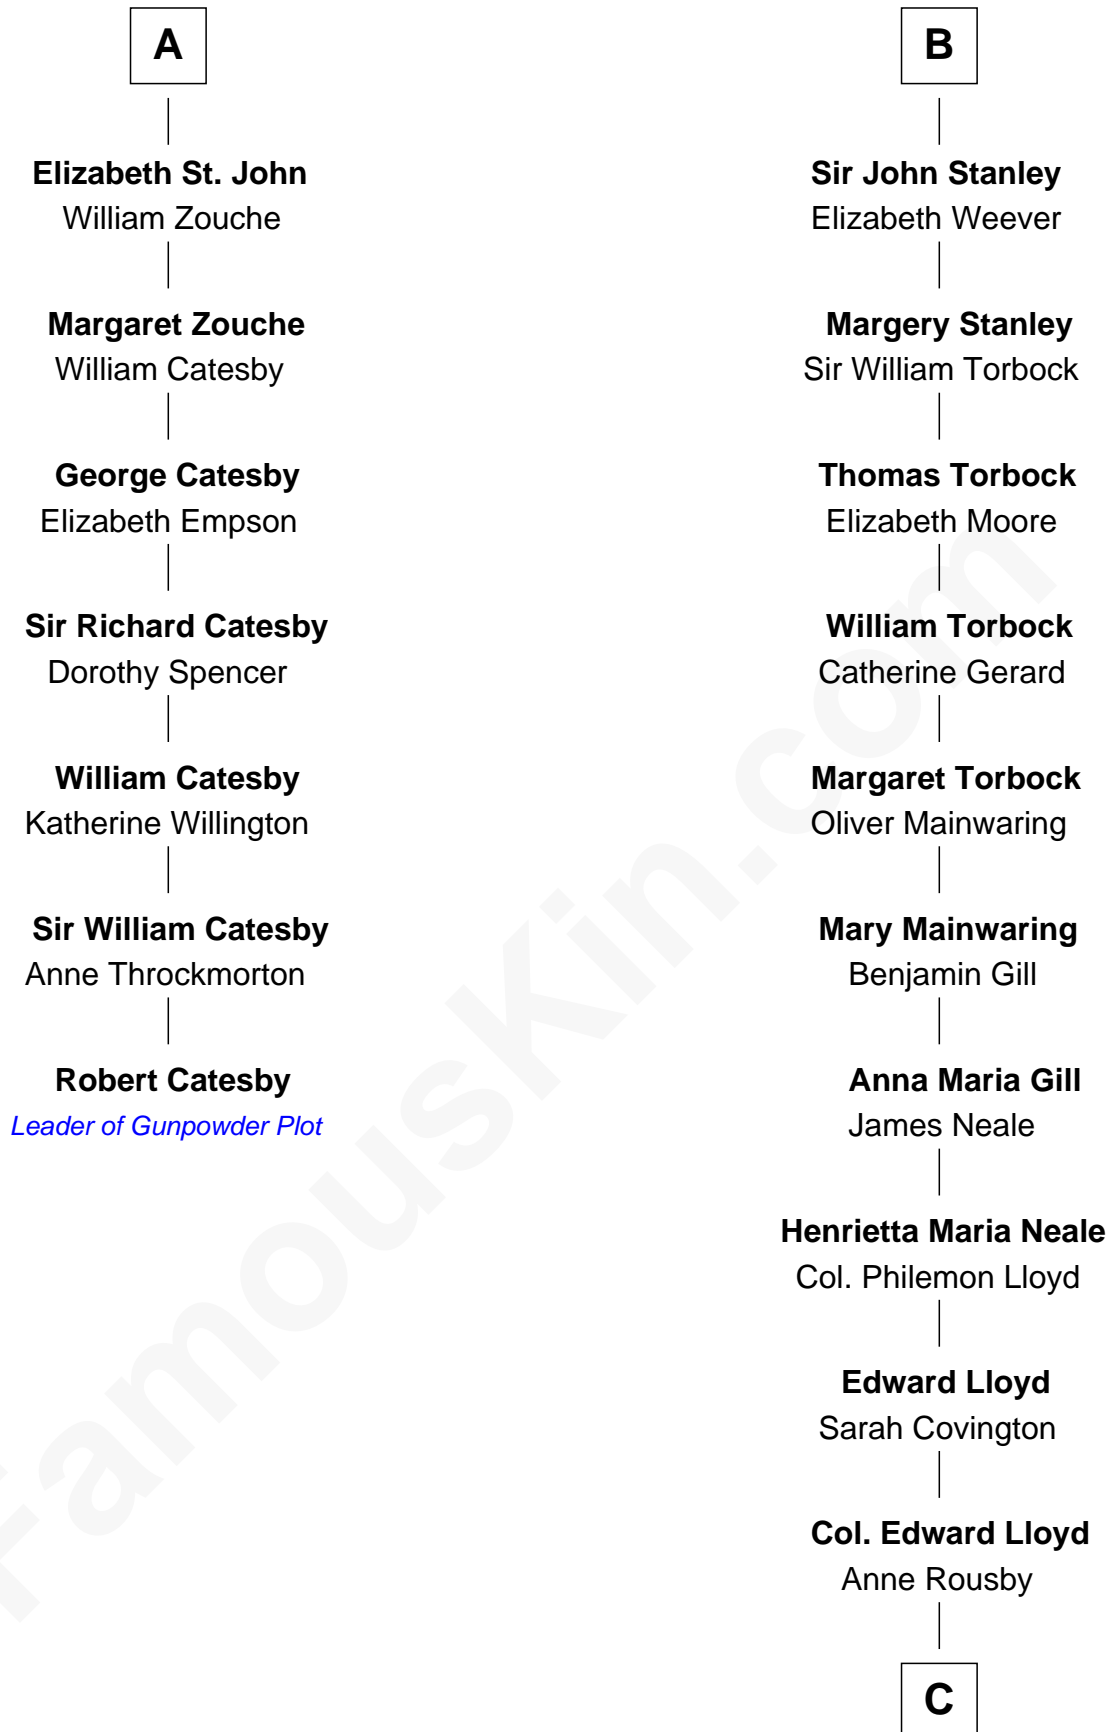 A
Elizabeth St. John
William Zouche
Margaret Zouche
William Catesby
George Catesby
Elizabeth Empson
Sir Richard Catesby
Dorothy Spencer
William Catesby
Katherine Willington
Sir William Catesby
Anne Throckmorton
Robert Catesby
Leader of Gunpowder Plot
B
Sir John Stanley
Elizabeth Weever
Margery Stanley
Sir William Torbock
Thomas Torbock
Elizabeth Moore
William Torbock
Catherine Gerard
Margaret Torbock
Oliver Mainwaring
Mary Mainwaring
Benjamin Gill
Anna Maria Gill
James Neale
Henrietta Maria Neale
Col. Philemon Lloyd
Edward Lloyd
Sarah Covington
Col. Edward Lloyd
Anne Rousby
C
FamousKin.com